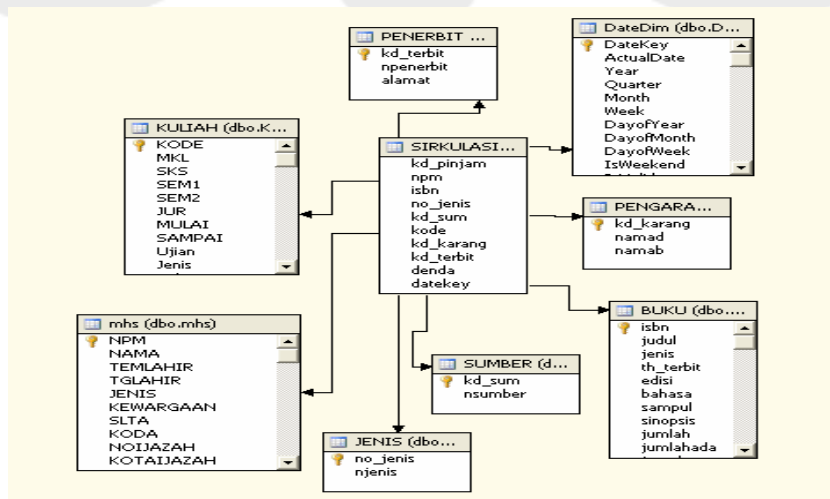 PENERBIT ...
kd_terbit
npenerbit
alamat
DateDim (dbo.D...
DateKey
ActualDate
Year
Quarter
Month
Week
DayofYear
DayofMonth
DayofWeek
IsWeekend
KULIAH (dbo.K...
KODE
MKL
SKS
SEM1
SEM2
JUR
MULAI
SAMPAI
Ujian
Jenis
SIRKULASI...
kd_pinjam
npm
isbn
no_jenis
kd_sum
kode
kd_karang
kd_terbit
denda
datekey
PENGARA...
kd_karang
namad
namab
mhs (dbo.mhs)
NPM
NAMA
TEMLAHIR
TGLAHIR
JENIS
KEWARGAAN
SLTA
KODA
NOIJAZAH
KOTAIJAZAH
SUMBER (d...
kd_sum
nsumber
BUKU (dbo....
isbn
judul
jenis
th_terbit
edisi
bahasa
sampul
sinopsis
jumlah
jumlahada
JENIS (dbo...
no_jenis
njenis